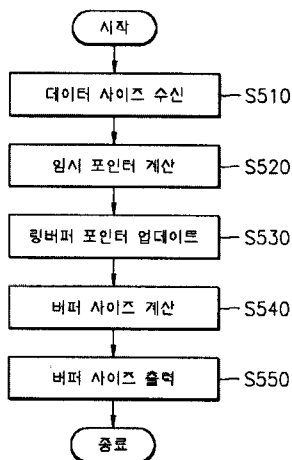 시작
데이터 사이즈 수신 S510
임시 포인터 계산 S520
링버퍼 포인터 업데이트 S530
버퍼 사이즈 계산 S540
버퍼 사이즈 출력 S550
종료